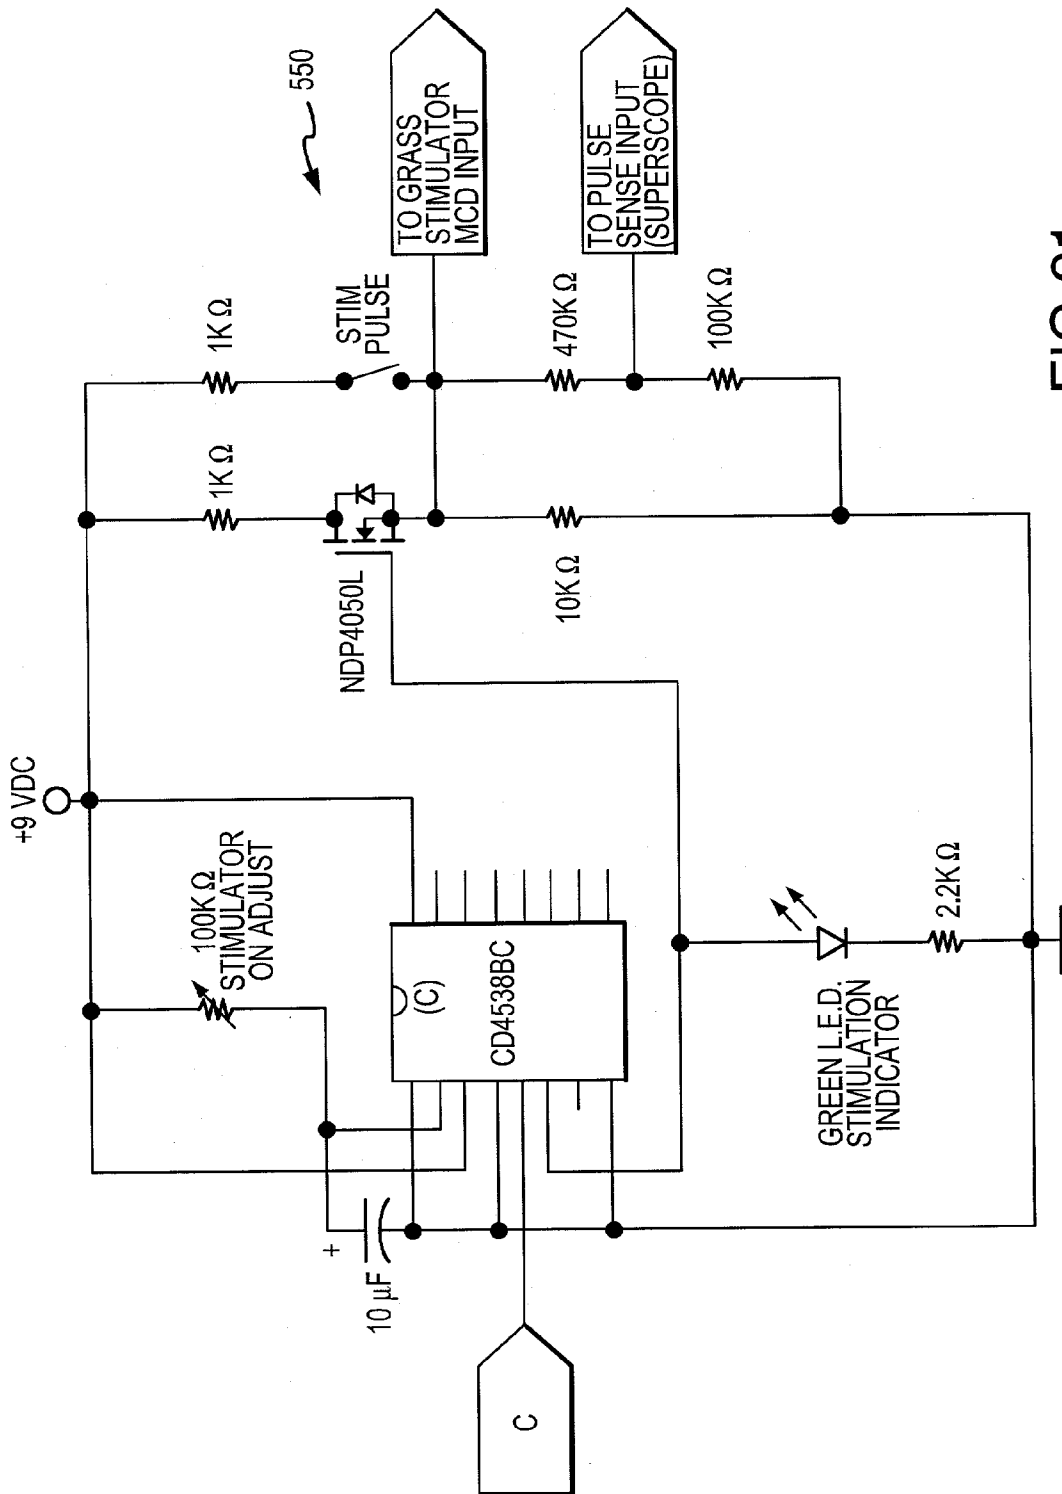 +9 VDC
550
100K Ω
STIMULATOR
ON ADJUST
1K Ω
1K Ω
STIM
PULSE
TO GRASS
STIMULATOR
MCD INPUT
NDP4050L
10 µF
+
(C)
CD4538BC
10K Ω
470K Ω
TO PULSE
SENSE INPUT
(SUPERSCOPE)
100K Ω
C
GREEN L.E.D.
STIMULATION
INDICATOR
2.2K Ω
FIG